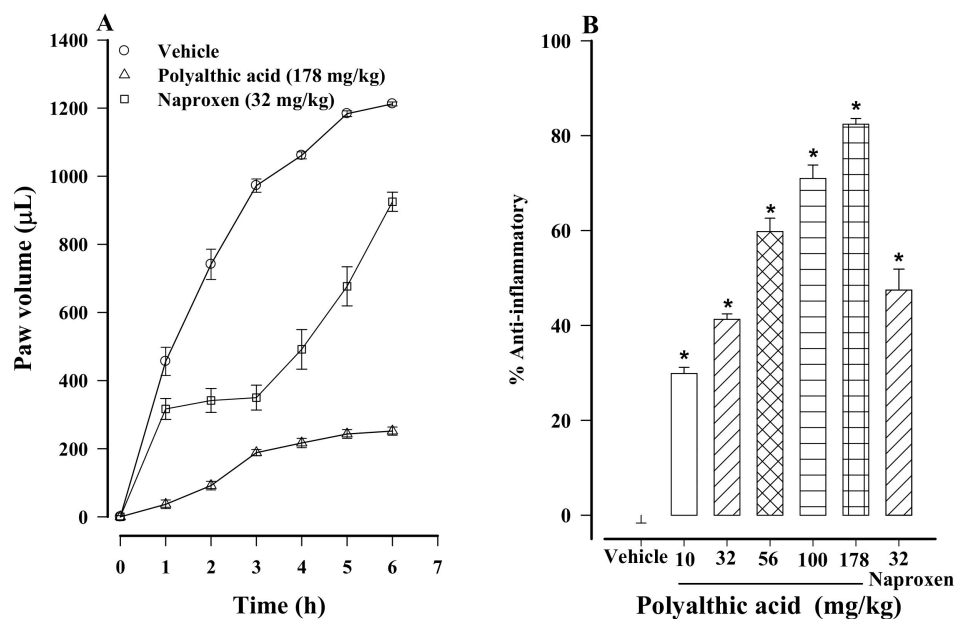 A
Vehicle
Polyalthic acid (178 mg/kg)
Naproxen (32 mg/kg)
1400
1200
1000
800
600
400
200
0
Paw volume (µL)
0 1 2 3 4 5 6 7
Time (h)
B
100
80
60
40
20
0
% Anti-inflammatory
* * * * * *
Vehicle 10 32 56 100 178 32
Naproxen
Polyalthic acid (mg/kg)